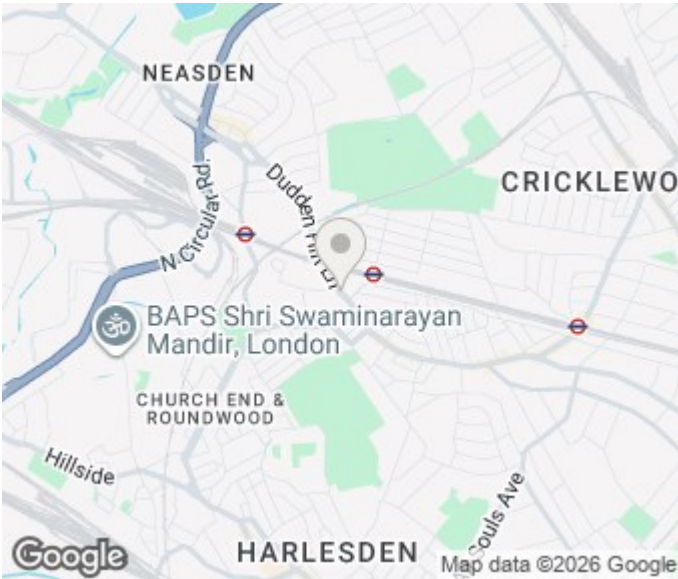 NEASDEN
CRICKLEWO
Dudden Hill Ln
N Circular Rd.
BAPS Shri Swaminarayan
Mandir, London
CHURCH END &
ROUNDWOOD
Hillside
Souls Ave
HARLESDEN
Google
Map data ©2026 Google